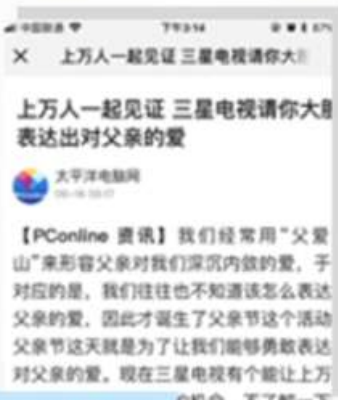 中国联通 下午3:14 87%
上万人一起见证 三星电视请你大
上万人一起见证 三星电视请你大胆
表达出对父亲的爱
太平洋电脑网
【PConline 资讯】我们经常用“父爱
山”来形容父亲对我们深沉内敛的爱，于
对应的是，我们往往也不知道该怎么表达
父亲的爱，因此才诞生了父亲节这个活动
父亲节这天就是为了让我们能够勇敢表达
对父亲的爱。现在三星电视有个能让上万